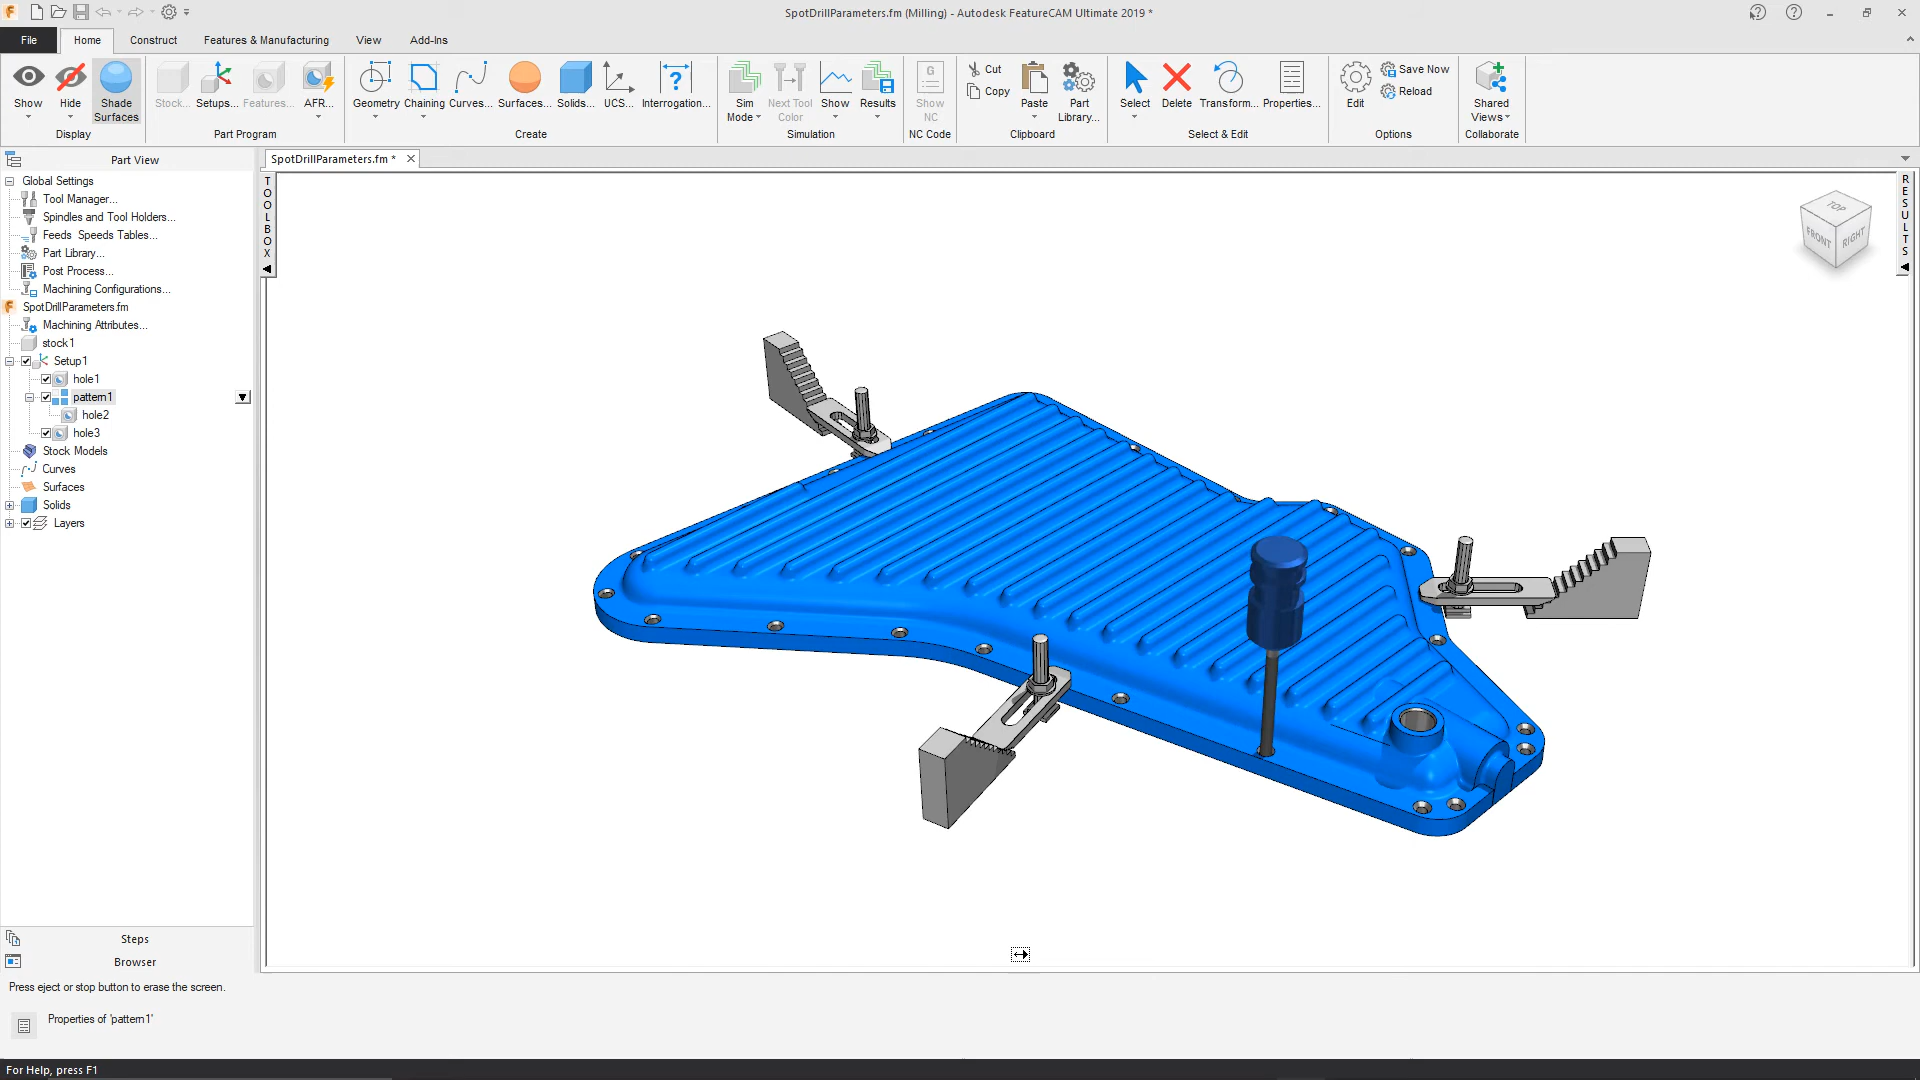 SpotDrillParameters.fm (Milling) - Autodesk FeatureCAM Ultimate 2019 *
File Home Construct Features & Manufacturing View Add-Ins
Show Hide Shade Surfaces Stock... Setups... Features... AFR... Geometry Chaining Curves... Surfaces... Solids... UCS... Interrogation... Sim Mode Next Tool Color Show Results Show NC Cut Copy Paste Part Library... Select Delete Transform... Properties... Edit Save Now Reload Shared Views
Display Part Program Create Simulation NC Code Clipboard Select & Edit Options Collaborate
Part View
SpotDrillParameters.fm *
Global Settings
Tool Manager...
Spindles and Tool Holders...
Feeds Speeds Tables...
Part Library...
Post Process...
Machining Configurations...
SpotDrillParameters.fm
Machining Attributes...
stock1
Setup1
hole1
pattern1
hole2
hole3
Stock Models
Curves
Surfaces
Solids
Layers
TOOLBOX
TOP
FRONT RIGHT
RESULTS
Steps
Browser
Press eject or stop button to erase the screen.
Properties of 'pattern1'
For Help, press F1